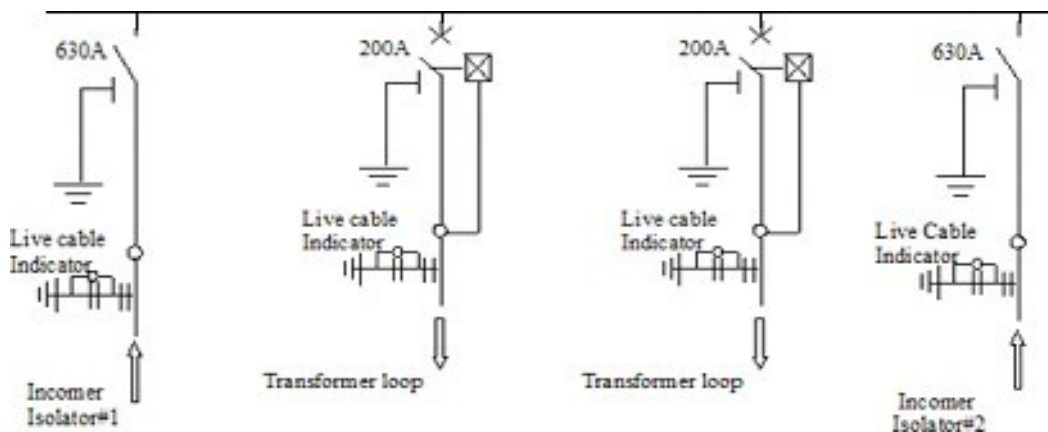 630A
200A
200A
630A
Live cable
Indicator
Live cable
Indicator
Live cable
Indicator
Live Cable
Indicator
Incomer
Isolator#1
Transformer loop
Transformer loop
Incomer
Isolator#2